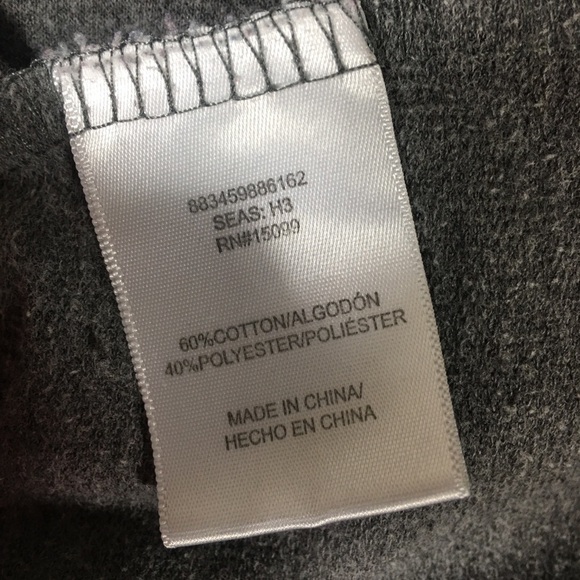 883459886162
SEAS: H3
RN#15099
60%COTTON/ALGODÓN
40%POLYESTER/POLIÉSTER
MADE IN CHINA/
HECHO EN CHINA